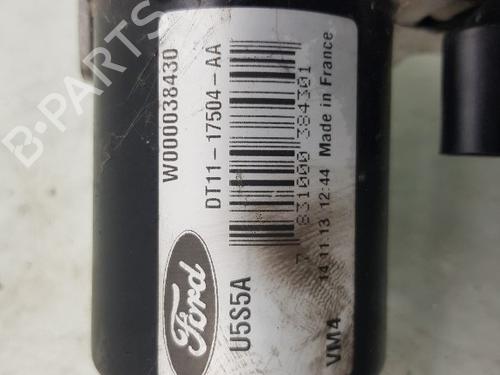 W000038430
DT11-17504-AA
7 831000 384301
14.11.13 12:44 Made in France
Ford
U5S5A
VM4
B-PARTS